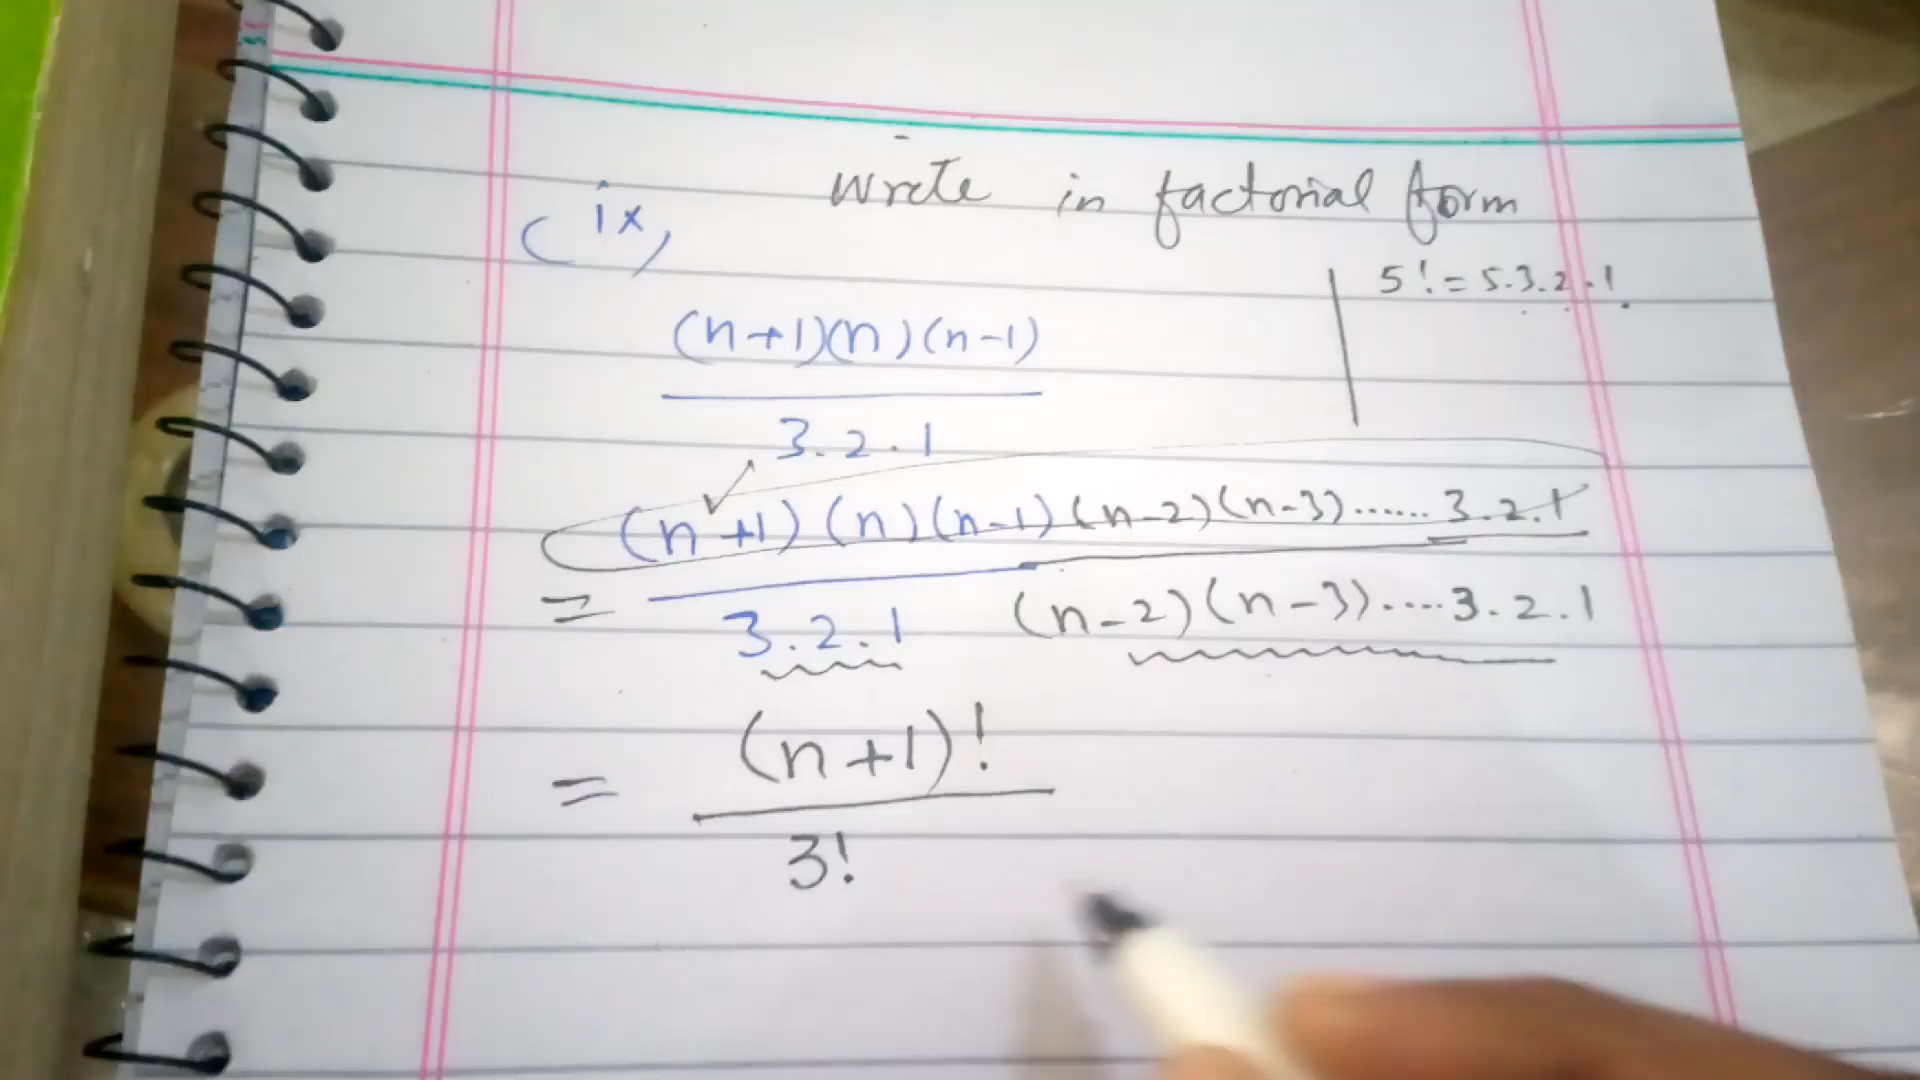 write in factorial form
(ix)
5! = 5.3.2.1.
(n+1)(n)(n-1)
3.2.1
(n+1)(n)(n-1)(n-2)(n-3)......3.2.1
=
3.2.1 (n-2)(n-3)....3.2.1
(n+1)!
=
3!